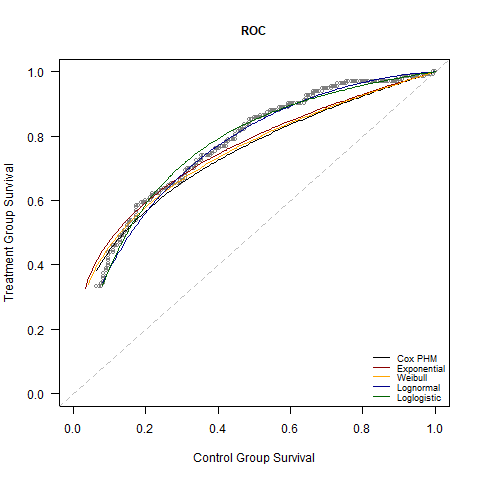 ROC
Treatment Group Survival
1.0
0.8
0.6
0.4
0.2
0.0
Cox PHM
Exponential
Weibull
Lognormal
Loglogistic
0.0 0.2 0.4 0.6 0.8 1.0
Control Group Survival